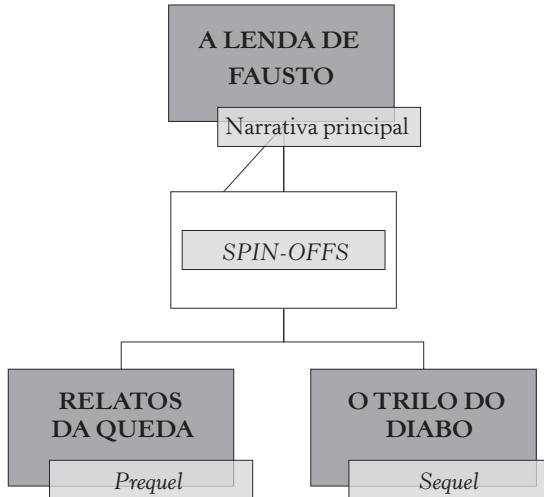 A LENDA DE
FAUSTO
Narrativa principal
SPIN-OFFS
RELATOS
DA QUEDA
Prequel
O TRILO DO
DIABO
Sequel